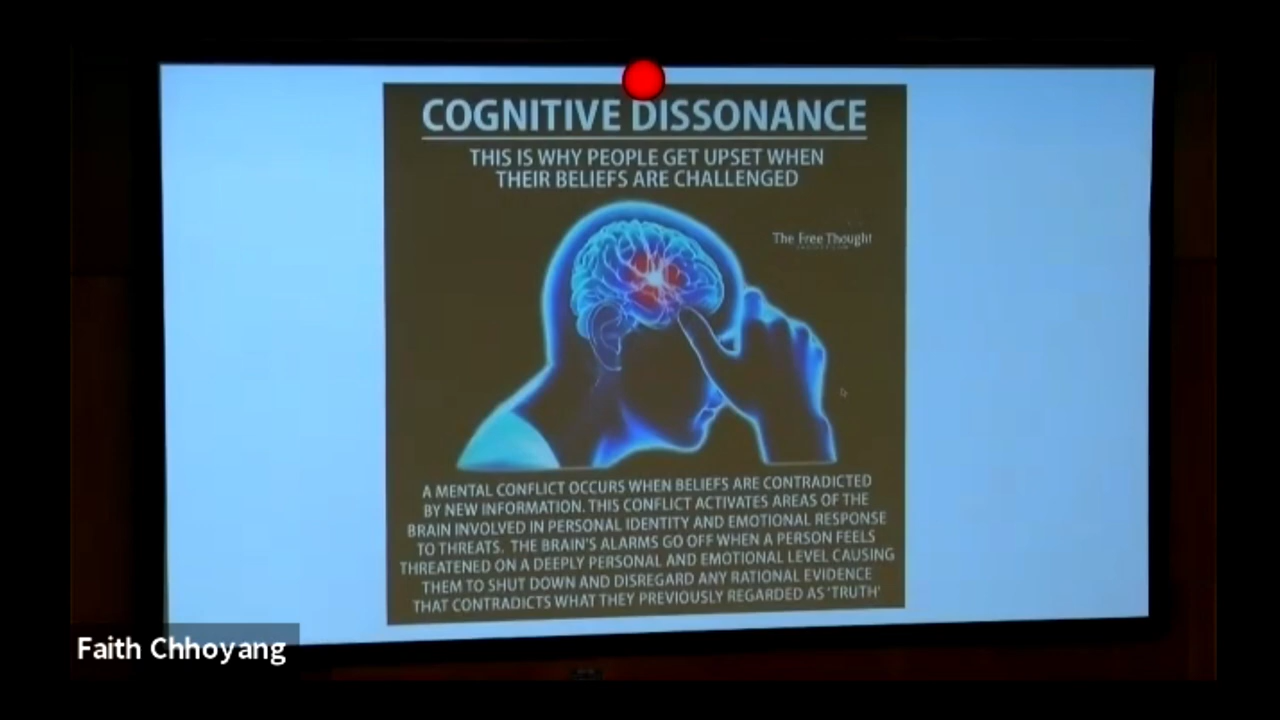 COGNITIVE DISSONANCE
THIS IS WHY PEOPLE GET UPSET WHEN
THEIR BELIEFS ARE CHALLENGED
The Free Thought
A MENTAL CONFLICT OCCURS WHEN BELIEFS ARE CONTRADICTED
BY NEW INFORMATION. THIS CONFLICT ACTIVATES AREAS OF THE
BRAIN INVOLVED IN PERSONAL IDENTITY AND EMOTIONAL RESPONSE
TO THREATS. THE BRAIN'S ALARMS GO OFF WHEN A PERSON FEELS
THREATENED ON A DEEPLY PERSONAL AND EMOTIONAL LEVEL CAUSING
THEM TO SHUT DOWN AND DISREGARD ANY RATIONAL EVIDENCE
THAT CONTRADICTS WHAT THEY PREVIOUSLY REGARDED AS 'TRUTH'
Faith Chhoyang